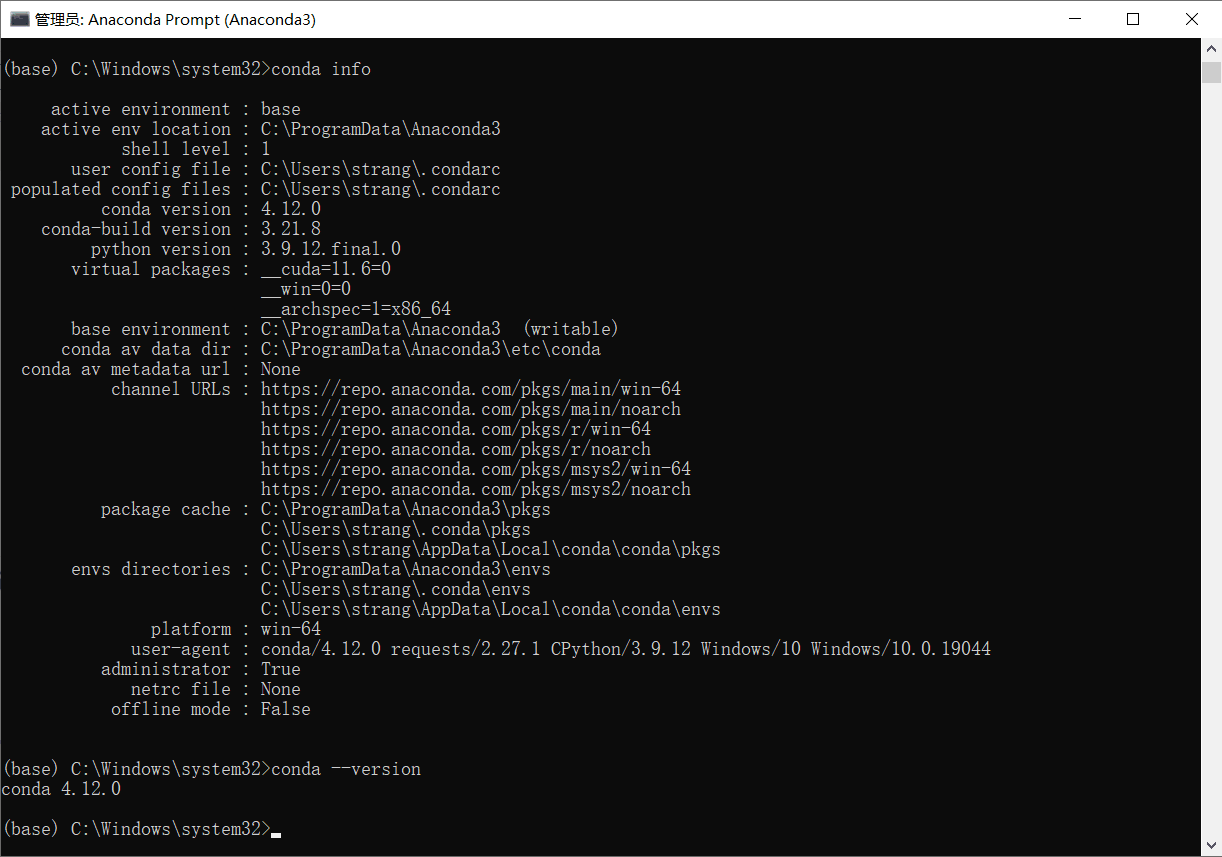 管理员: Anaconda Prompt (Anaconda3)
(base) C:\Windows\system32>conda info
active environment : base
active env location : C:\ProgramData\Anaconda3
shell level : 1
user config file : C:\Users\strang\.condarc
populated config files : C:\Users\strang\.condarc
conda version : 4.12.0
conda-build version : 3.21.8
python version : 3.9.12.final.0
virtual packages : __cuda=11.6=0
__win=0=0
__archspec=1=x86_64
base environment : C:\ProgramData\Anaconda3  (writable)
conda av data dir : C:\ProgramData\Anaconda3\etc\conda
conda av metadata url : None
channel URLs : https://repo.anaconda.com/pkgs/main/win-64
https://repo.anaconda.com/pkgs/main/noarch
https://repo.anaconda.com/pkgs/r/win-64
https://repo.anaconda.com/pkgs/r/noarch
https://repo.anaconda.com/pkgs/msys2/win-64
https://repo.anaconda.com/pkgs/msys2/noarch
package cache : C:\ProgramData\Anaconda3\pkgs
C:\Users\strang\.conda\pkgs
C:\Users\strang\AppData\Local\conda\conda\pkgs
envs directories : C:\ProgramData\Anaconda3\envs
C:\Users\strang\.conda\envs
C:\Users\strang\AppData\Local\conda\conda\envs
platform : win-64
user-agent : conda/4.12.0 requests/2.27.1 CPython/3.9.12 Windows/10 Windows/10.0.19044
administrator : True
netrc file : None
offline mode : False
(base) C:\Windows\system32>conda --version
conda 4.12.0
(base) C:\Windows\system32>